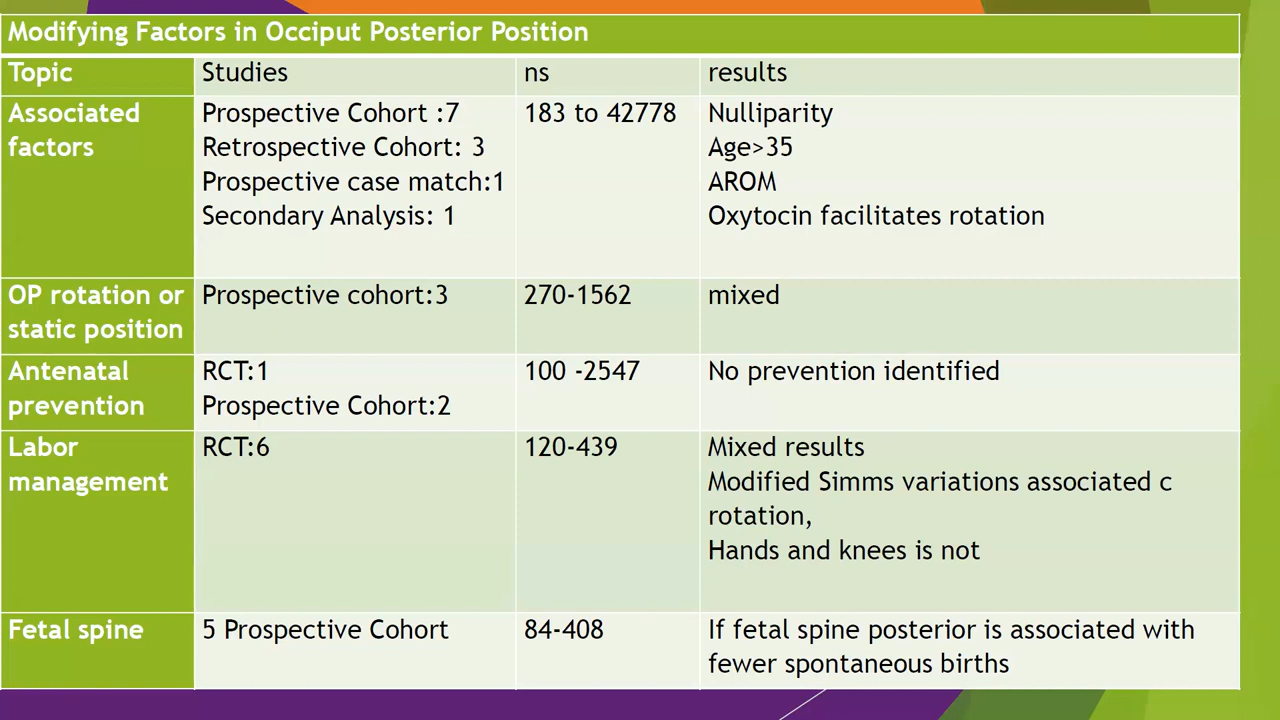 Modifying Factors in Occiput Posterior Position
Topic Studies ns results
Associated factors
Prospective Cohort :7
Retrospective Cohort: 3
Prospective case match:1
Secondary Analysis: 1
183 to 42778
Nulliparity
Age>35
AROM
Oxytocin facilitates rotation
OP rotation or
static position
Prospective cohort:3
270-1562
mixed
Antenatal
prevention
RCT:1
Prospective Cohort:2
100 -2547
No prevention identified
Labor
management
RCT:6
120-439
Mixed results
Modified Simms variations associated c
rotation,
Hands and knees is not
Fetal spine
5 Prospective Cohort
84-408
If fetal spine posterior is associated with
fewer spontaneous births